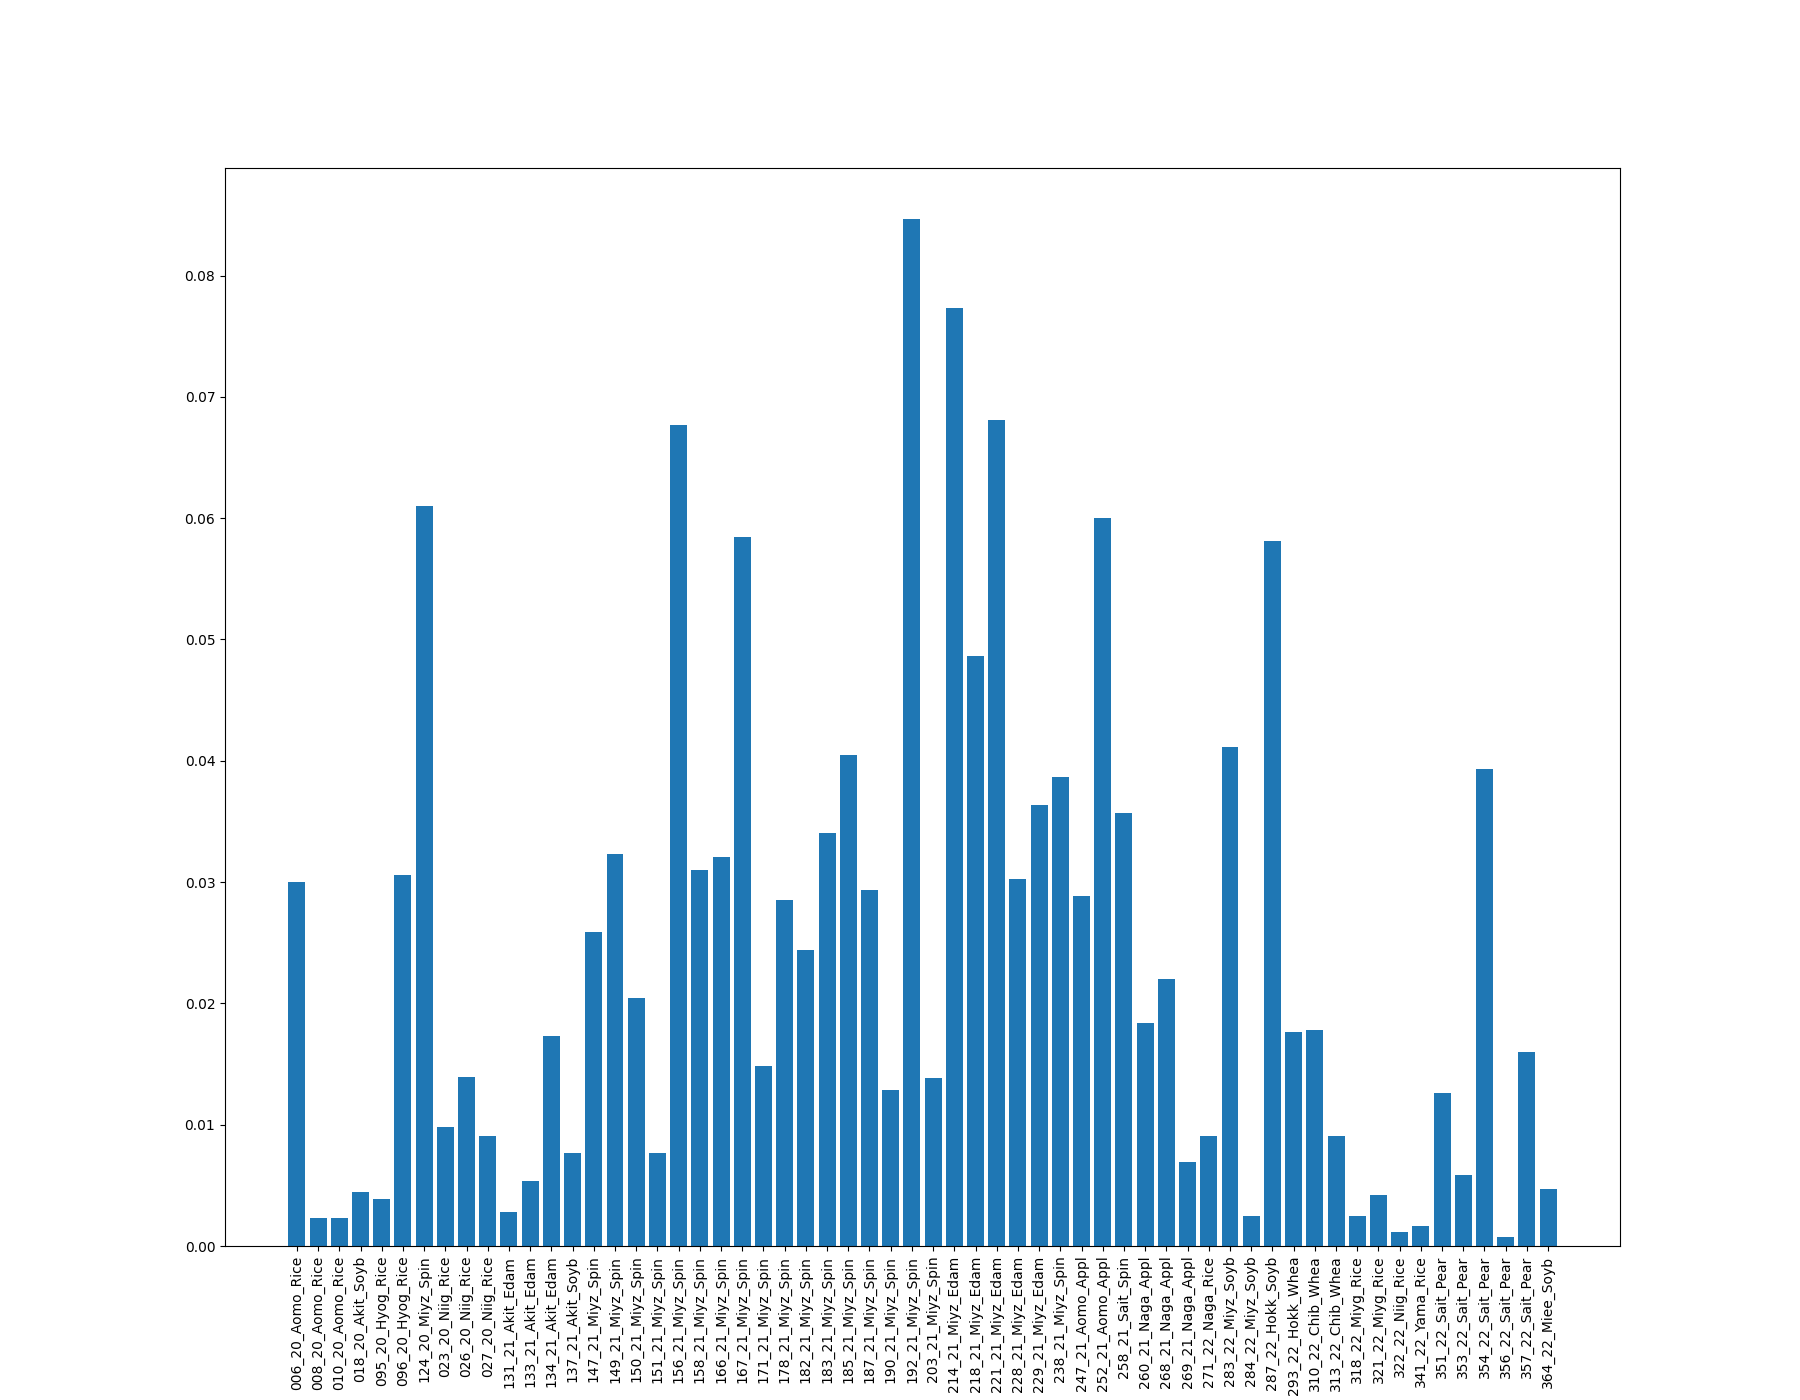 0.08
0.07
0.06
0.05
0.04
0.03
0.02
0.01
0.00
006_20_Aomo_Rice
008_20_Aomo_Rice
010_20_Aomo_Rice
018_20_Akit_Soyb
095_20_Hyog_Rice
096_20_Hyog_Rice
124_20_Miyz_Spin
023_20_Niig_Rice
026_20_Niig_Rice
027_20_Niig_Rice
131_21_Akit_Edam
133_21_Akit_Edam
134_21_Akit_Edam
137_21_Akit_Soyb
147_21_Miyz_Spin
149_21_Miyz_Spin
150_21_Miyz_Spin
151_21_Miyz_Spin
156_21_Miyz_Spin
158_21_Miyz_Spin
166_21_Miyz_Spin
167_21_Miyz_Spin
171_21_Miyz_Spin
178_21_Miyz_Spin
182_21_Miyz_Spin
183_21_Miyz_Spin
185_21_Miyz_Spin
187_21_Miyz_Spin
190_21_Miyz_Spin
192_21_Miyz_Spin
203_21_Miyz_Spin
214_21_Miyz_Edam
218_21_Miyz_Edam
221_21_Miyz_Edam
228_21_Miyz_Edam
229_21_Miyz_Edam
238_21_Miyz_Spin
247_21_Aomo_Appl
252_21_Aomo_Appl
258_21_Sait_Spin
260_21_Naga_Appl
268_21_Naga_Appl
269_21_Naga_Appl
271_22_Naga_Rice
283_22_Miyz_Soyb
284_22_Miyz_Soyb
287_22_Hokk_Soyb
293_22_Hokk_Whea
310_22_Chib_Whea
313_22_Chib_Whea
318_22_Miyg_Rice
321_22_Miyg_Rice
322_22_Niig_Rice
341_22_Yama_Rice
351_22_Sait_Pear
353_22_Sait_Pear
354_22_Sait_Pear
356_22_Sait_Pear
357_22_Sait_Pear
364_22_Miee_Soyb